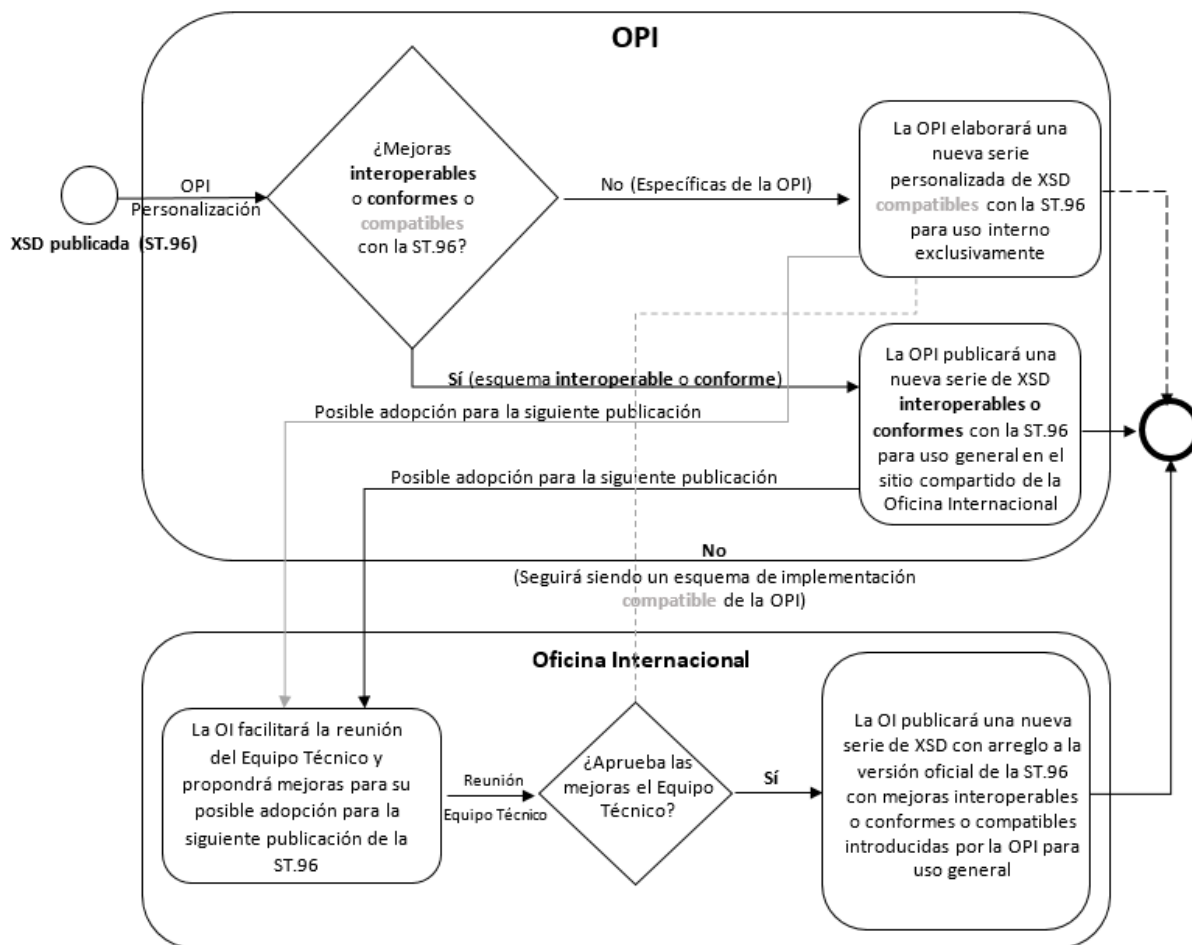 OPI
¿Mejoras
interoperables
o conformes o
compatibles
con la ST.96?
OPI
Personalización
XSD publicada (ST.96)
No (Específicas de la OPI)
La OPI elaborará una
nueva serie
personalizada de XSD
compatibles con la ST.96
para uso interno
exclusivamente
Sí (esquema interoperable o conforme)
La OPI publicará una
nueva serie de XSD
interoperables o
conformes con la ST.96
para uso general en el
sitio compartido de la
Oficina Internacional
Posible adopción para la siguiente publicación
Posible adopción para la siguiente publicación
No
(Seguirá siendo un esquema de implementación
compatible de la OPI)
Oficina Internacional
La OI facilitará la reunión
del Equipo Técnico y
propondrá mejoras para su
posible adopción para la
siguiente publicación de la
ST.96
Reunión
Equipo Técnico
¿Aprueba las
mejoras el Equipo
Técnico?
Sí
La OI publicará una nueva
serie de XSD con arreglo a la
versión oficial de la ST.96
con mejoras interoperables
o conformes o compatibles
introducidas por la OPI para
uso general